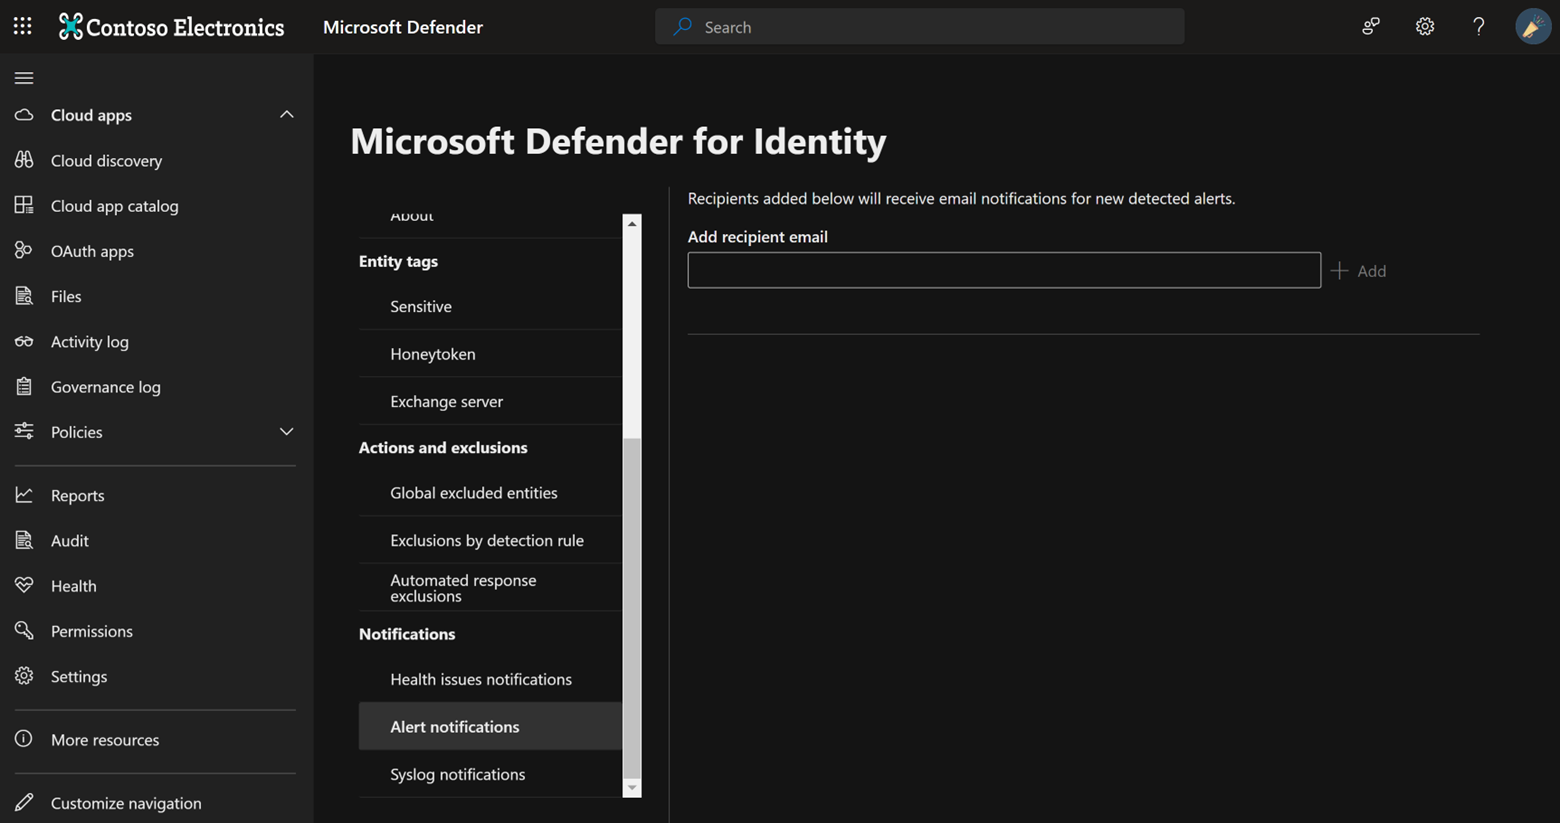 Contoso Electronics
Microsoft Defender
Search
Cloud apps
Cloud discovery
Cloud app catalog
OAuth apps
Files
Activity log
Governance log
Policies
Reports
Audit
Health
Permissions
Settings
More resources
Customize navigation
Microsoft Defender for Identity
About
Entity tags
Sensitive
Honeytoken
Exchange server
Actions and exclusions
Global excluded entities
Exclusions by detection rule
Automated response
exclusions
Notifications
Health issues notifications
Alert notifications
Syslog notifications
Recipients added below will receive email notifications for new detected alerts.
Add recipient email
Add